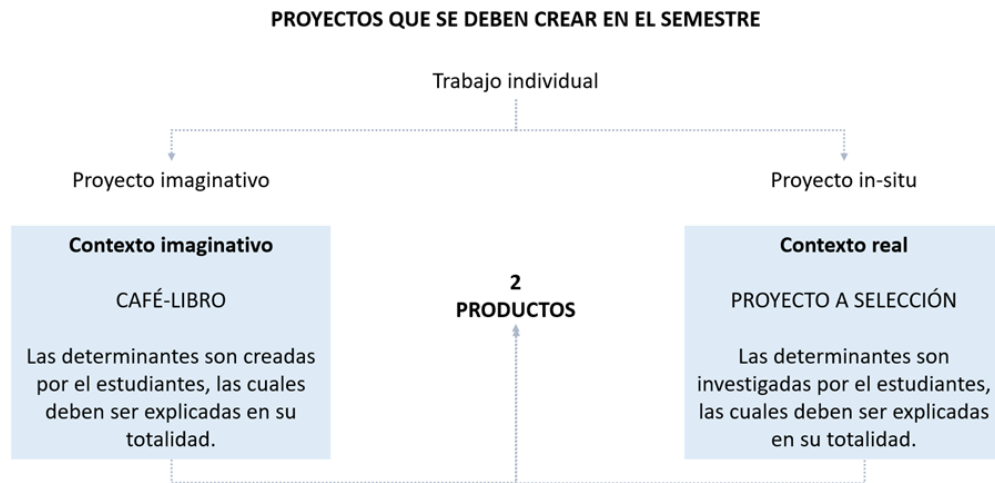 PROYECTOS QUE SE DEBEN CREAR EN EL SEMESTRE
Trabajo individual
Proyecto imaginativo
Proyecto in-situ
Contexto imaginativo
CAFÉ-LIBRO
Las determinantes son creadas
por el estudiantes, las cuales
deben ser explicadas en su
totalidad.
2
PRODUCTOS
Contexto real
PROYECTO A SELECCIÓN
Las determinantes son
investigadas por el estudiantes,
las cuales deben ser explicadas
en su totalidad.